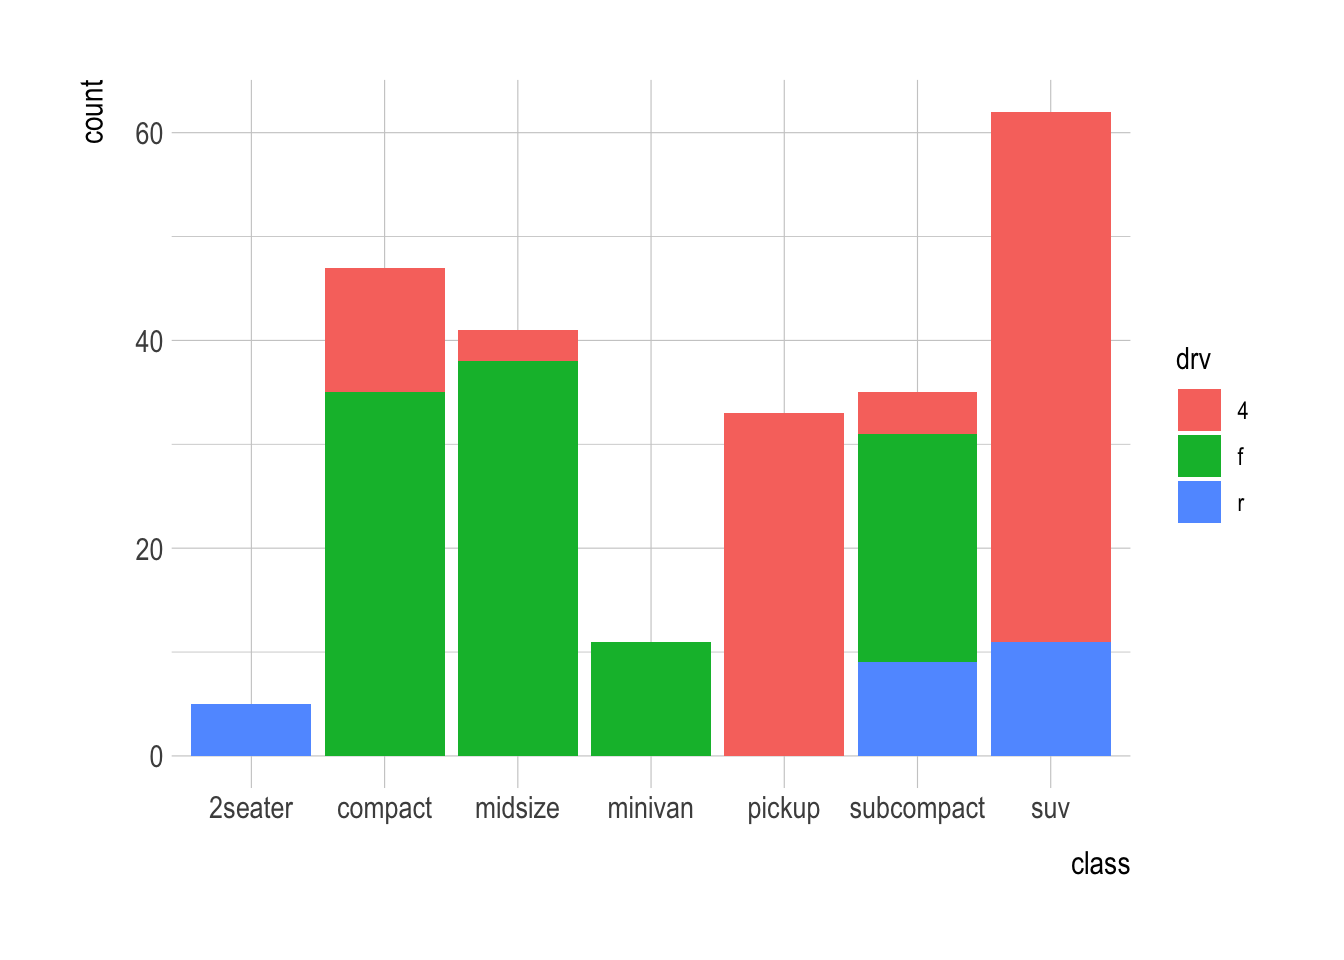 count
60
40
20
0
2seater compact midsize minivan pickup subcompact suv
class
drv
4
f
r